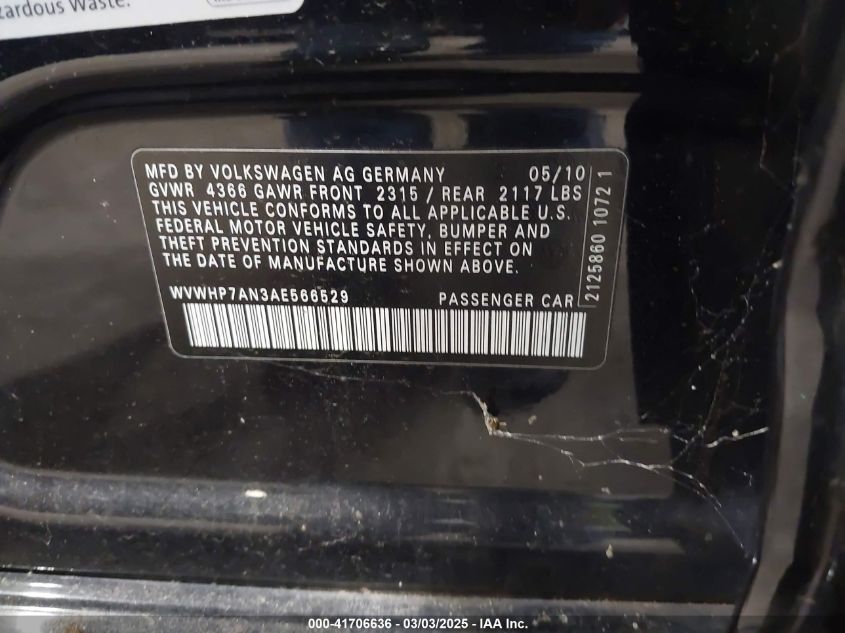 zardous Waste.
MFD BY VOLKSWAGEN AG GERMANY 05/10
GVWR 4366 GAWR FRONT 2315 / REAR 2117 LBS
THIS VEHICLE CONFORMS TO ALL APPLICABLE U.S.
FEDERAL MOTOR VEHICLE SAFETY, BUMPER AND
THEFT PREVENTION STANDARDS IN EFFECT ON
THE DATE OF MANUFACTURE SHOWN ABOVE.
WVWHP7AN3AE566529 PASSENGER CAR
2125860 1072 1
000-41706636 - 03/03/2025 - IAA Inc.